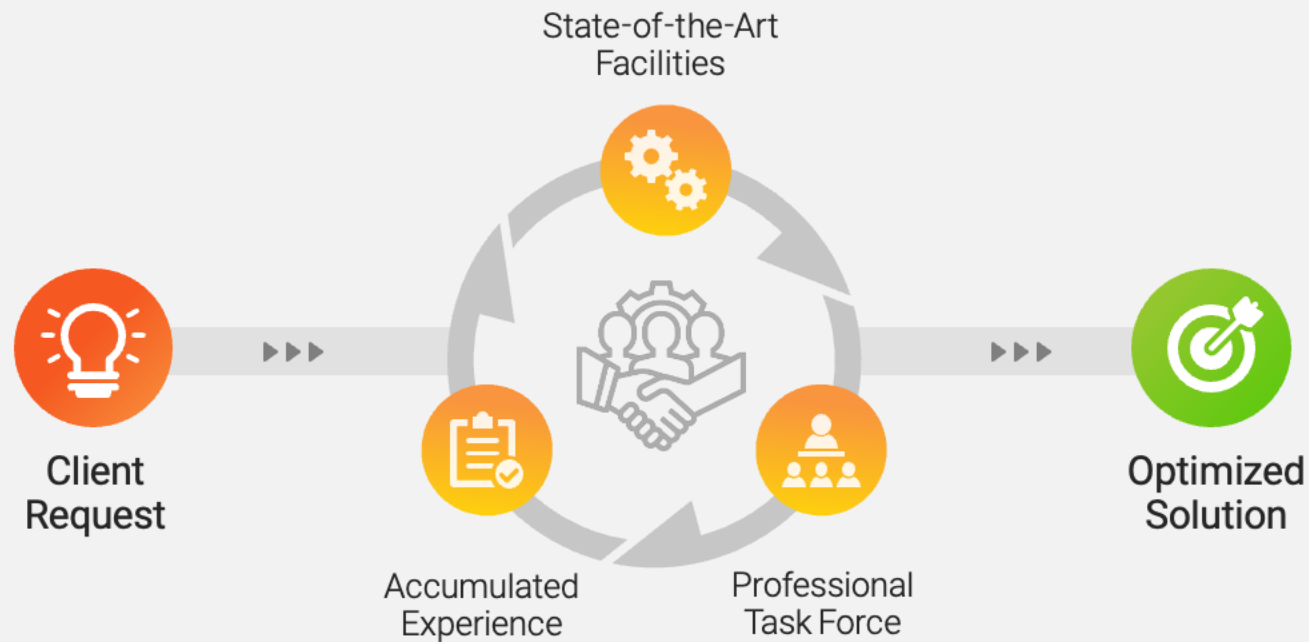 State-of-the-Art
Facilities
Client
Request
Optimized
Solution
Accumulated
Experience
Professional
Task Force